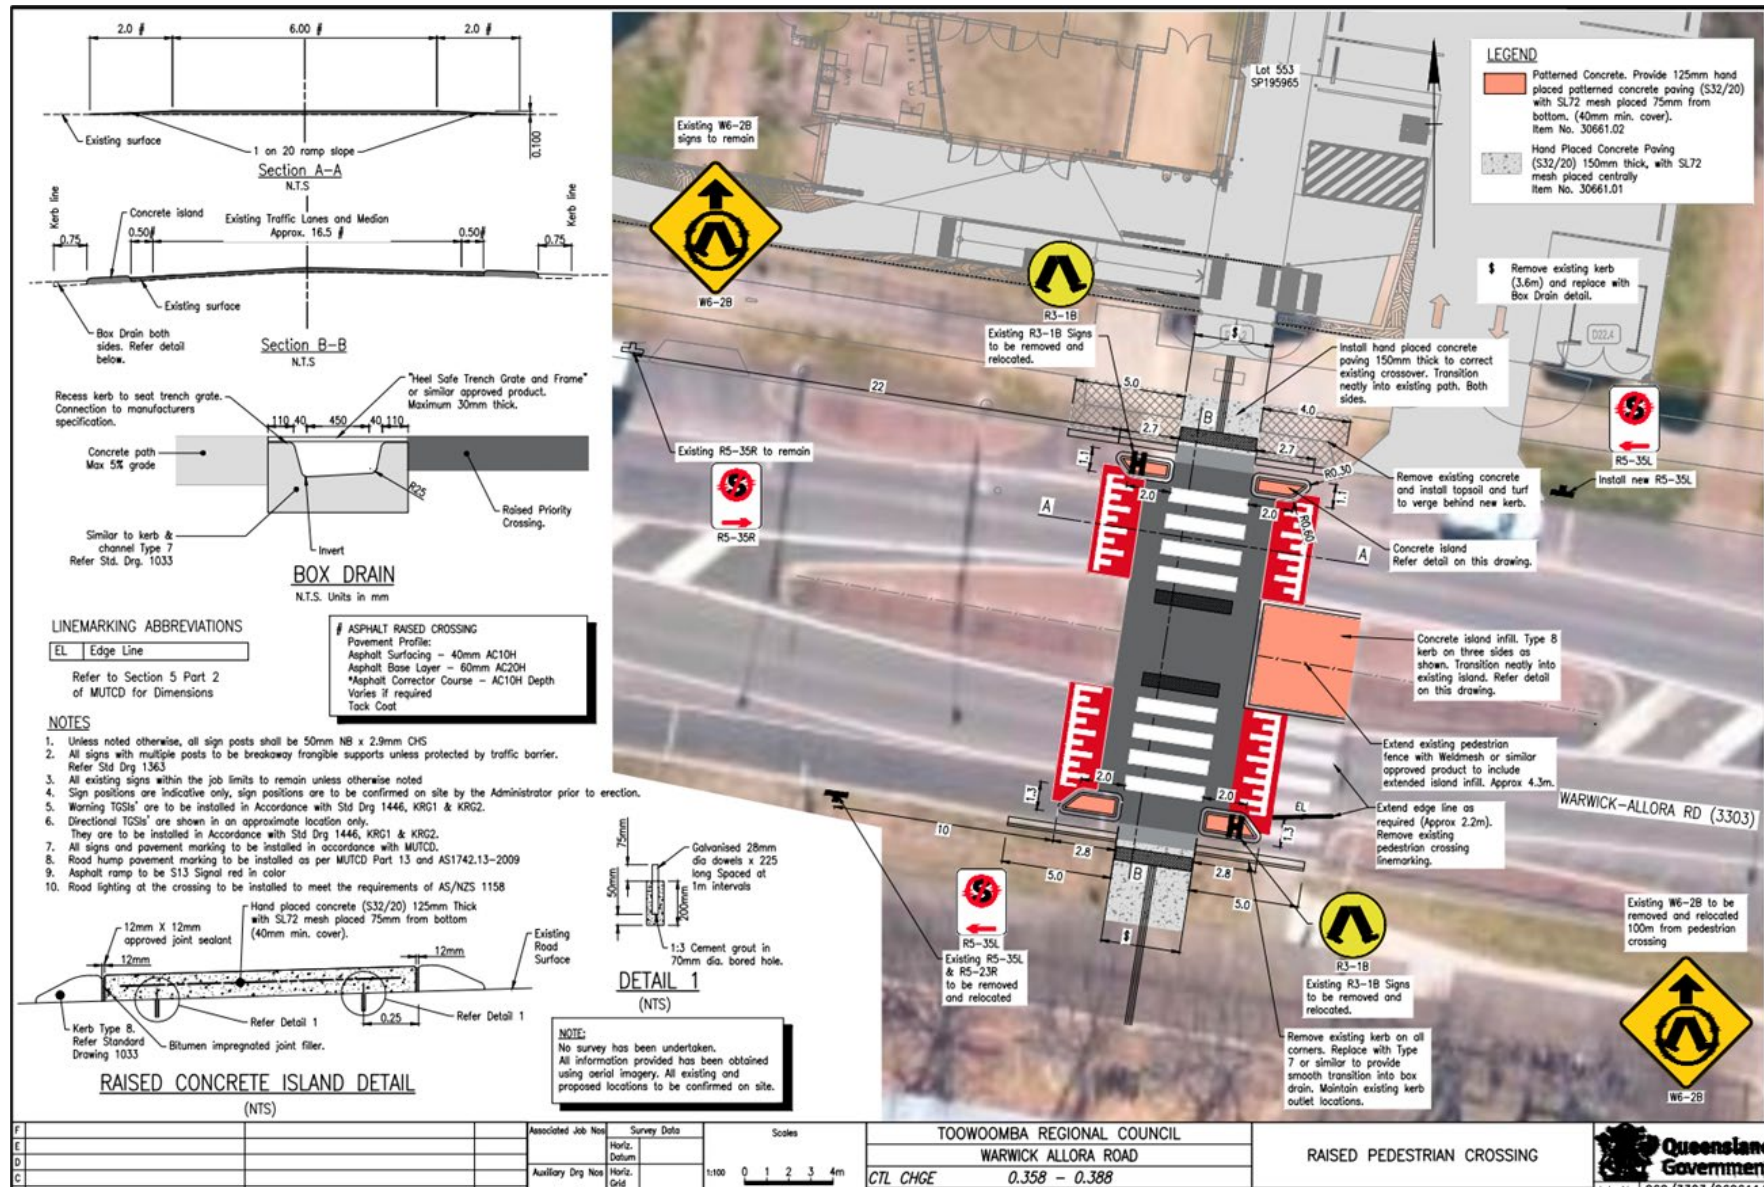 2.0 #
6.00 #
2.0 #
Existing surface
1 on 20 ramp slope
0.100
Section A-A
N.T.S
Kerb line
Concrete island
Existing Traffic Lanes and Median
Approx. 16.5 #
Kerb line
0.75
0.50 #
0.50 #
0.75
Existing surface
Box Drain both
sides. Refer detail
below.
Section B-B
N.T.S
Recess kerb to seat trench grate.
Connection to manufacturers
specification.
"Heel Safe Trench Grate and Frame"
or similar approved product.
Maximum 30mm thick.
110 40 450 40 110
Concrete path
Max 5% grade
R25
Raised Priority
Crossing.
Similar to kerb &
channel Type 7
Refer Std. Drg. 1033
Invert
BOX DRAIN
N.T.S. Units in mm
LINEMARKING ABBREVIATIONS
EL Edge Line
Refer to Section 5 Part 2
of MUTCD for Dimensions
# ASPHALT RAISED CROSSING
Pavement Profile:
Asphalt Surfacing - 40mm AC10H
Asphalt Base Layer - 60mm AC20H
*Asphalt Corrector Course - AC10H Depth
Varies if required
Tack Coat
NOTES
1. Unless noted otherwise, all sign posts shall be 50mm NB x 2.9mm CHS
2. All signs with multiple posts to be breakaway frangible supports unless protected by traffic barrier.
Refer Std Drg 1363
3. All existing signs within the job limits to remain unless otherwise noted
4. Sign positions are indicative only, sign positions are to be confirmed on site by the Administrator prior to erection.
5. Warning TGSIs' are to be installed in Accordance with Std Drg 1446, KRG1 & KRG2.
6. Directional TGSIs' are shown in an approximate location only.
They are to be installed in Accordance with Std Drg 1446, KRG1 & KRG2.
7. All signs and pavement marking to be installed in accordance with MUTCD.
8. Road hump pavement marking to be installed as per MUTCD Part 13 and AS1742.13-2009
9. Asphalt ramp to be S13 Signal red in color
10. Road lighting at the crossing to be installed to meet the requirements of AS/NZS 1158
Hand placed concrete (S32/20) 125mm Thick
with SL72 mesh placed 75mm from bottom
(40mm min. cover).
12mm X 12mm
approved joint sealant
12mm
12mm
Existing
Road
Surface
Refer Detail 1
0.25
Refer Detail 1
Kerb Type 8.
Refer Standard
Drawing 1033
Bitumen impregnated joint filler.
RAISED CONCRETE ISLAND DETAIL
(NTS)
75mm
50mm
200mm
Galvanised 28mm
dia dowels x 225
long Spaced at
1m intervals
1:3 Cement grout in
70mm dia. bored hole.
DETAIL 1
(NTS)
NOTE:
No survey has been undertaken.
All information provided has been obtained
using aerial imagery. All existing and
proposed locations to be confirmed on site.
Lot 553
SP195965
LEGEND
Patterned Concrete. Provide 125mm hand
placed patterned concrete paving (S32/20)
with SL72 mesh placed 75mm from
bottom. (40mm min. cover).
Item No. 30661.02
Hand Placed Concrete Paving
(S32/20) 150mm thick, with SL72
mesh placed centrally
Item No. 30661.01
$ Remove existing kerb
(3.6m) and replace with
Box Drain detail.
D22.4
Existing W6-2B
signs to remain
W6-2B
R3-1B
Existing R3-1B Signs
to be removed and
relocated.
$
Install hand placed concrete
paving 150mm thick to correct
existing crossover. Transition
neatly into existing path. Both
sides.
22
5.0
B
4.0
2.7
2.7
1.1
R0.30
1.1
2.0
2.0
R0.60
A
A
Existing R5-35R to remain
S
R5-35R
S
R5-35L
Install new R5-35L
Remove existing concrete
and install topsoil and turf
to verge behind new kerb.
Concrete island
Refer detail on this drawing.
Concrete island infill. Type 8
kerb on three sides as
shown. Transition neatly into
existing island. Refer detail
on this drawing.
Extend existing pedestrian
fence with Weldmesh or similar
approved product to include
extended island infill. Approx 4.3m.
WARWICK-ALLORA RD (3303)
EL
Extend edge line as
required (Approx 2.2m).
Remove existing
pedestrian crossing
linemarking.
1.3
2.0
2.0
1.3
10
2.8
2.8
5.0
B
5.0
$
S
R5-35L
Existing R5-35L
& R5-23R
to be removed
and relocated
R3-1B
Existing R3-1B Signs
to be removed and
relocated.
Existing W6-2B to be
removed and relocated
100m from pedestrian
crossing
W6-2B
Remove existing kerb on all
corners. Replace with Type
7 or similar to provide
smooth transition into box
drain. Maintain existing kerb
outlet locations.
F
E
D
C
Associated Job Nos
Auxiliary Drg Nos
Survey Data
Horiz.
Datum
Horiz.
Grid
Scales
1:100 0 1 2 3 4m
TOOWOOMBA REGIONAL COUNCIL
WARWICK ALLORA ROAD
CTL CHGE 0.358 - 0.388
RAISED PEDESTRIAN CROSSING
Queensland
Government